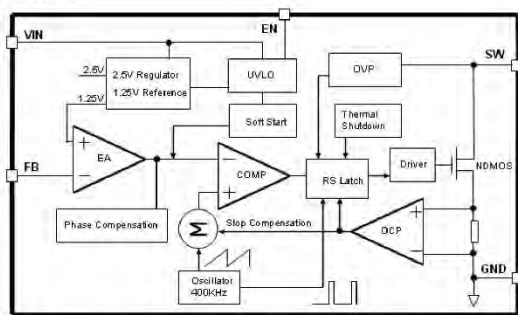 EN
VIN
SW
2.5V
2.5V Regulator
1.25V Reference
1.25V
UVLO
OVP
Soft Start
Thermal
Shutdown
+
EA
−
FB
−
COMP
+
RS Latch
Driver
NDMOS
Phase Compensation
Σ
Slop Compensation
+
OCP
−
Oscillator
400KHz
GND